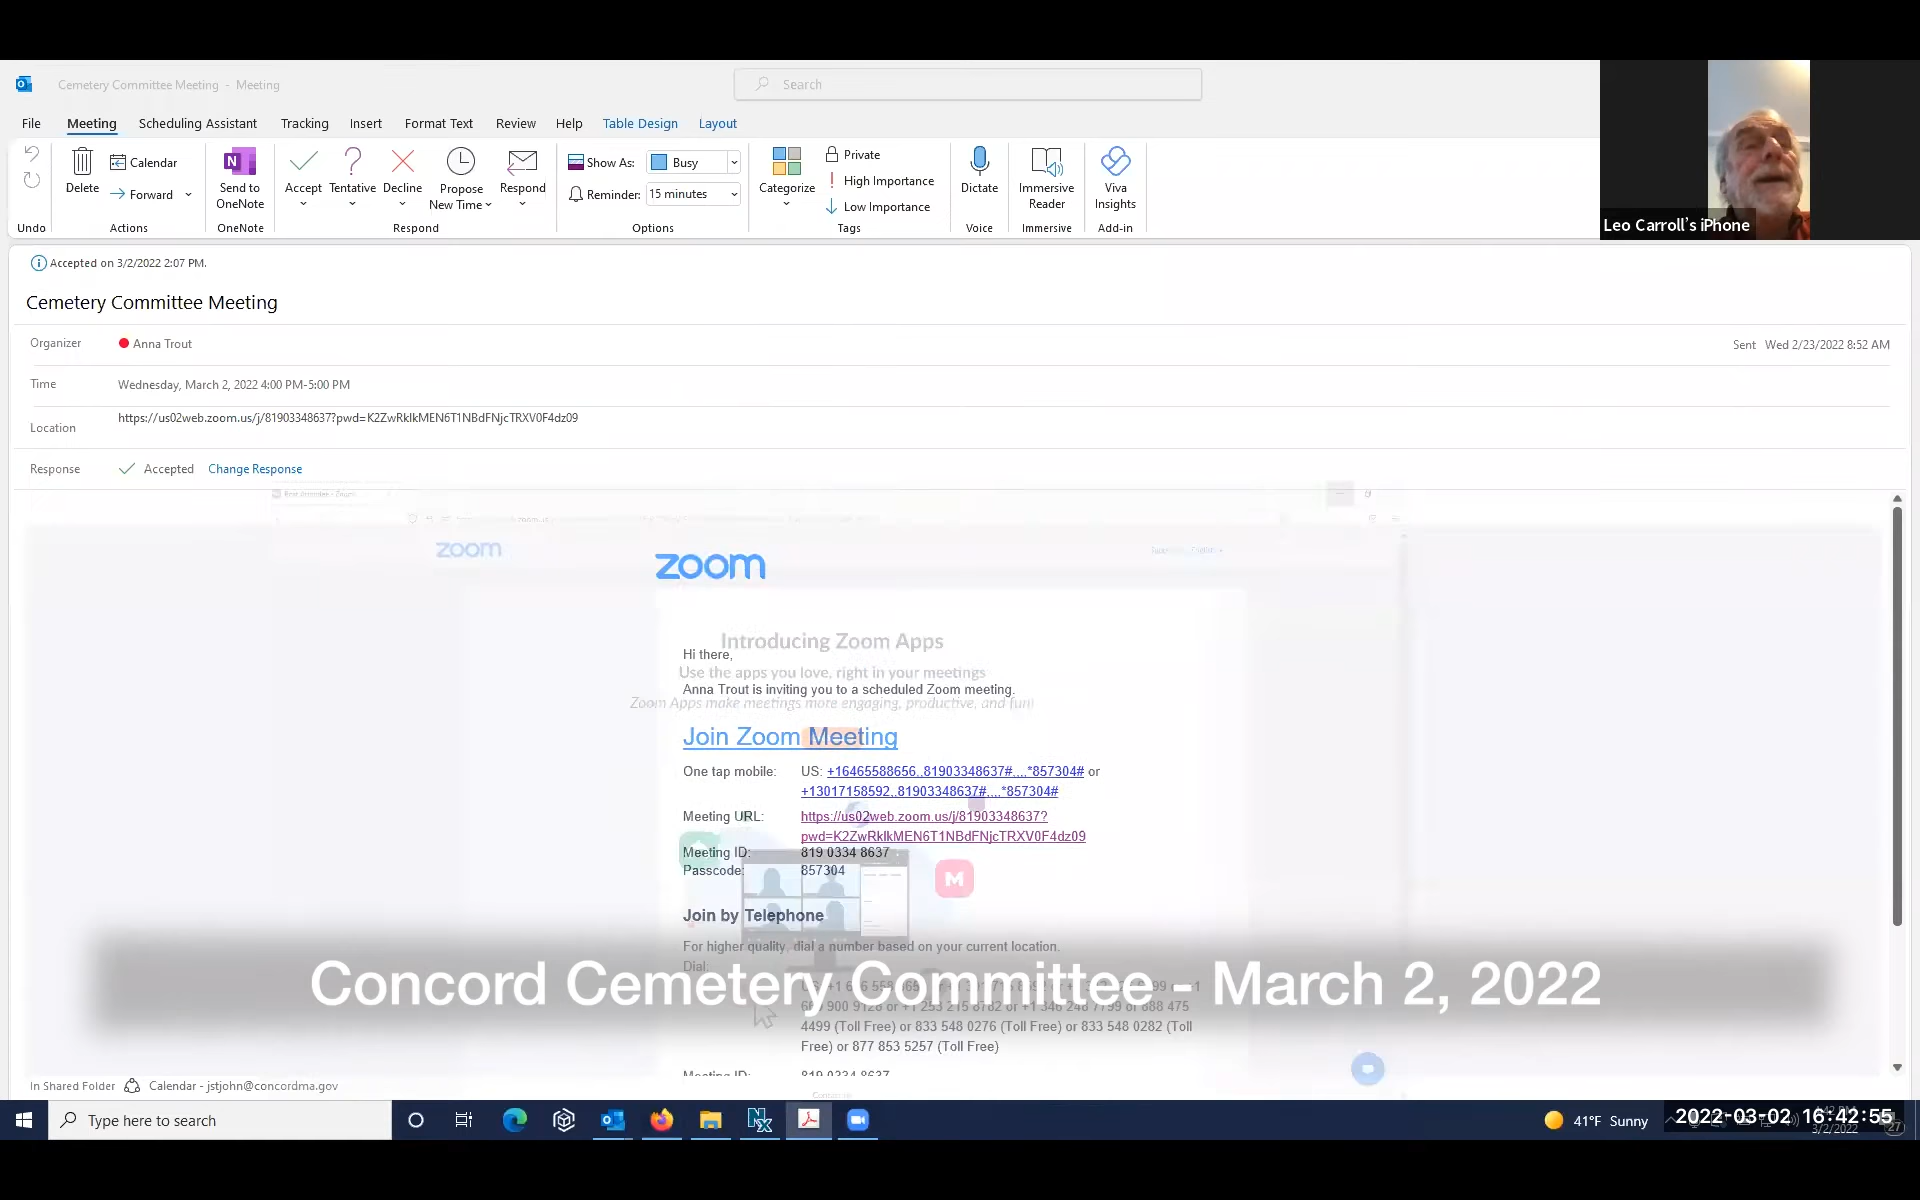 Cemetery Committee Meeting - Meeting
Search
File Meeting Scheduling Assistant Tracking Insert Format Text Review Help Table Design Layout
Delete
Calendar
Forward
Send to OneNote
Accept
Tentative
Decline
Propose New Time
Respond
Show As: Busy
Reminder: 15 minutes
Categorize
Private
High Importance
Low Importance
Dictate
Immersive Reader
Viva Insights
Undo Actions OneNote Respond Options Tags Voice Immersive Add-in
Leo Carroll's iPhone
Accepted on 3/2/2022 2:07 PM.
Cemetery Committee Meeting
Organizer Anna Trout
Sent Wed 2/23/2022 8:52 AM
Time Wednesday, March 2, 2022 4:00 PM-5:00 PM
Location https://us02web.zoom.us/j/81903348637?pwd=K2ZwRklkMEN6T1NBdFNjcTRXV0F4dz09
Response Accepted Change Response
zoom
zoom
Introducing Zoom Apps
Hi there,
Use the apps you love, right in your meetings
Anna Trout is inviting you to a scheduled Zoom meeting.
Zoom Apps make meetings more engaging, productive, and fun!
Join Zoom Meeting
One tap mobile: US: +16465588656,,81903348637#,,,,*857304# or
+13017158592,,81903348637#,,,,*857304#
Meeting URL: https://us02web.zoom.us/j/81903348637?
pwd=K2ZwRklkMEN6T1NBdFNjcTRXV0F4dz09
Meeting ID: 819 0334 8637
Passcode: 857304
Join by Telephone
For higher quality, dial a number based on your current location.
Dial:
Concord Cemetery Committee - March 2, 2022
4499 (Toll Free) or 833 548 0276 (Toll Free) or 833 548 0282 (Toll
Free) or 877 853 5257 (Toll Free)
Meeting ID: 819 0334 8637
In Shared Folder Calendar - jstjohn@concordma.gov
Type here to search
41°F Sunny
2022-03-02 16:42:55
3/2/2022
27